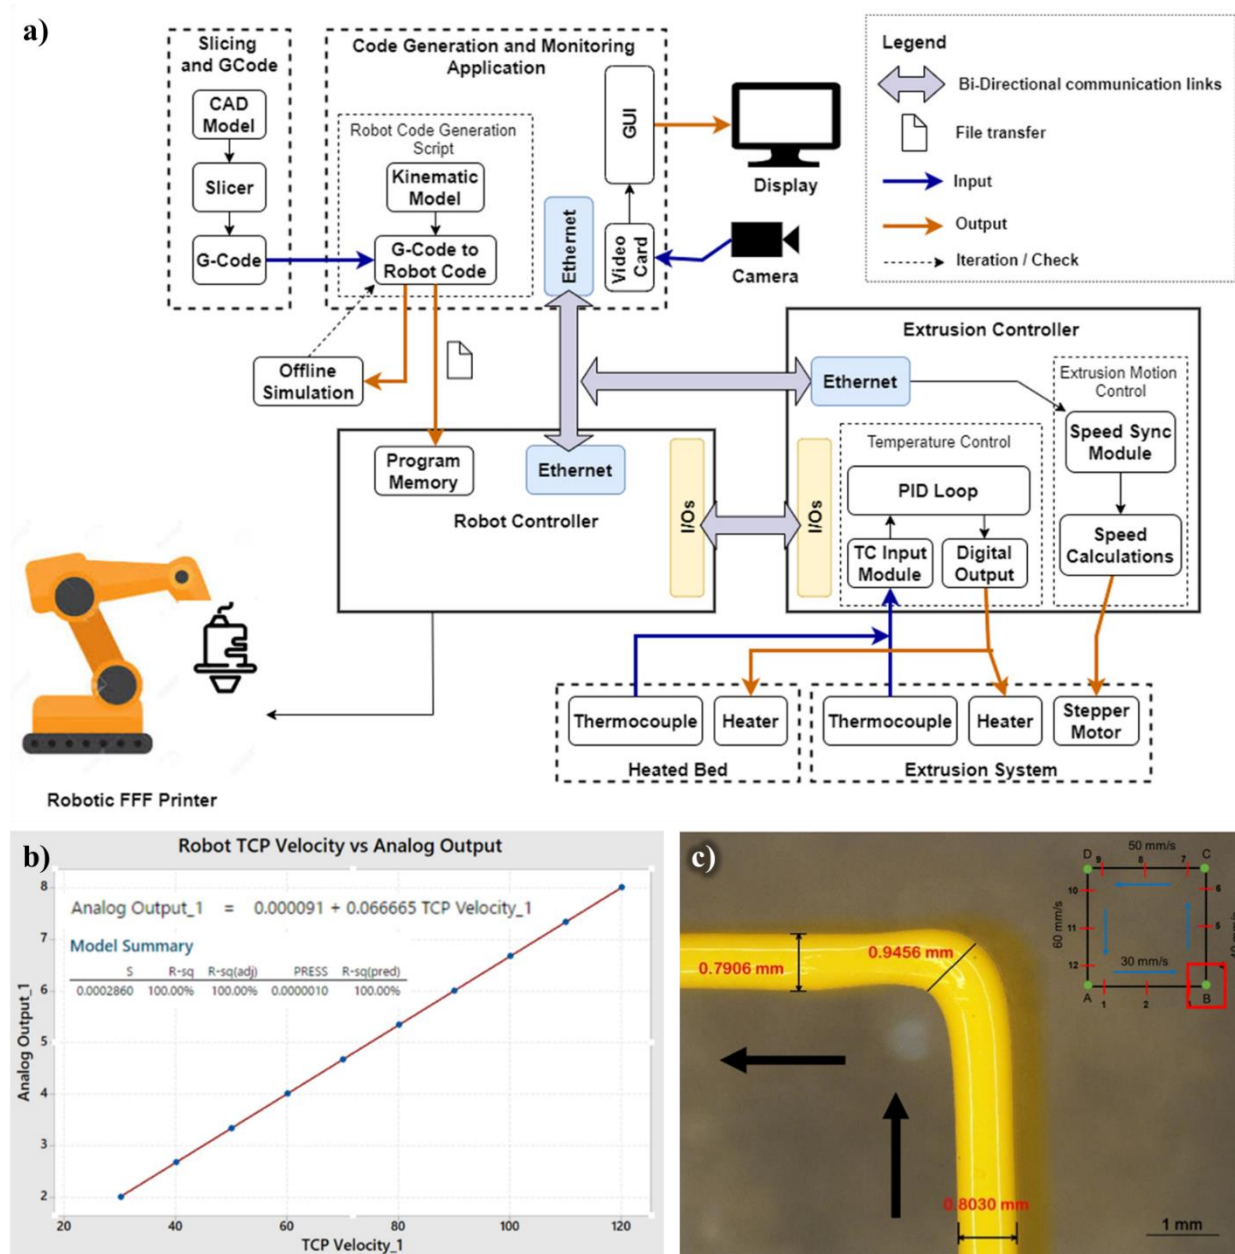 a)
Slicing
and GCode
CAD
Model
Slicer
G-Code
Code Generation and Monitoring
Application
Robot Code Generation
Script
Kinematic
Model
G-Code to
Robot Code
Ethernet
GUI
Video
Card
Display
Camera
Legend
Bi-Directional communication links
File transfer
Input
Output
Iteration / Check
Offline
Simulation
Program
Memory
Ethernet
Robot Controller
I/Os
Extrusion Controller
Ethernet
I/Os
Temperature Control
PID Loop
TC Input
Module
Digital
Output
Extrusion Motion
Control
Speed Sync
Module
Speed
Calculations
Thermocouple
Heater
Heated Bed
Thermocouple
Heater
Stepper
Motor
Extrusion System
Robotic FFF Printer
b)
Robot TCP Velocity vs Analog Output
Analog Output_1 = 0.000091 + 0.066665 TCP Velocity_1
Model Summary
S R-sq R-sq(adj) PRESS R-sq(pred)
0.0002860 100.00% 100.00% 0.0000010 100.00%
Analog Output_1
8
7
6
5
4
3
2
20 40 60 80 100 120
TCP Velocity_1
c)
0.7906 mm
0.9456 mm
0.8030 mm
1 mm
50 mm/s
D 9 8 7 C
10 6
11 5
60 mm/s
12
30 mm/s
A 1 2 B